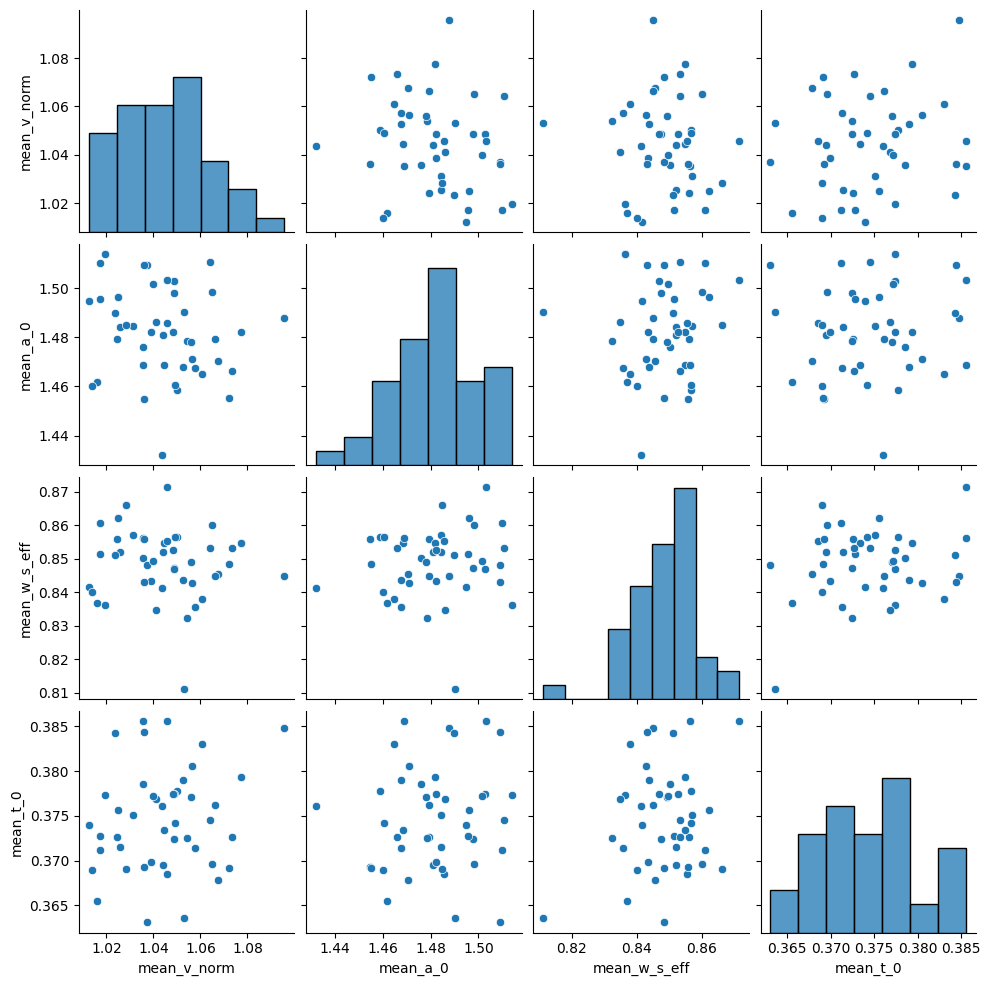 mean_v_norm
1.08
1.06
1.04
1.02
mean_a_0
1.50
1.48
1.46
1.44
mean_w_s_eff
0.87
0.86
0.85
0.84
0.83
0.82
0.81
mean_t_0
0.385
0.380
0.375
0.370
0.365
1.02 1.04 1.06 1.08
1.44 1.46 1.48 1.50
0.82 0.84 0.86
0.365 0.370 0.375 0.380 0.385
mean_v_norm mean_a_0 mean_w_s_eff mean_t_0